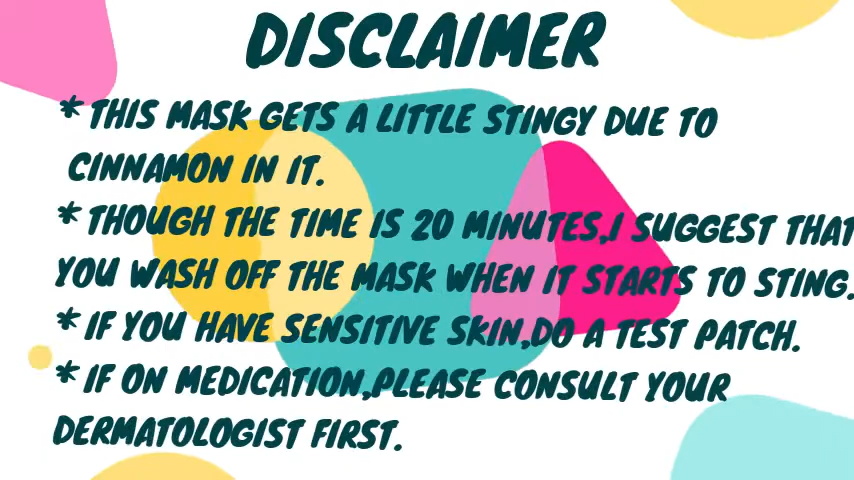 DISCLAIMER
* THIS MASK GETS A LITTLE STINGY DUE TO
CINNAMON IN IT.
* THOUGH THE TIME IS 20 MINUTES,I SUGGEST THAT
YOU WASH OFF THE MASK WHEN IT STARTS TO STING.
* IF YOU HAVE SENSITIVE SKIN,DO A TEST PATCH.
* IF ON MEDICATION,PLEASE CONSULT YOUR
DERMATOLOGIST FIRST.